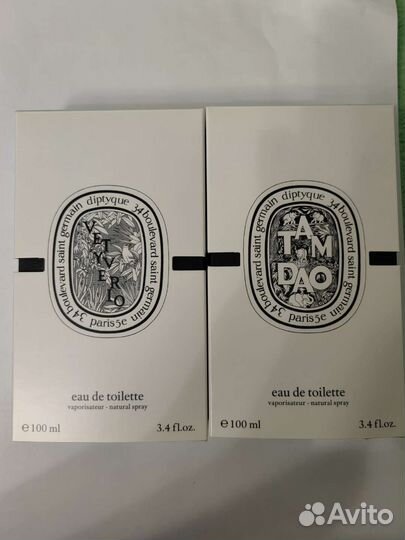 34 boulevard saint germain diptyque 34 boulevard saint germain
paris 5e
VETYVERIO
eau de toilette
vaporisateur - natural spray
℮ 100 ml 3.4 fl.oz.
34 boulevard saint germain diptyque 34 boulevard saint germain
paris 5e
TAM
DAO
eau de toilette
vaporisateur - natural spray
℮ 100 ml 3.4 fl.oz.
Avito